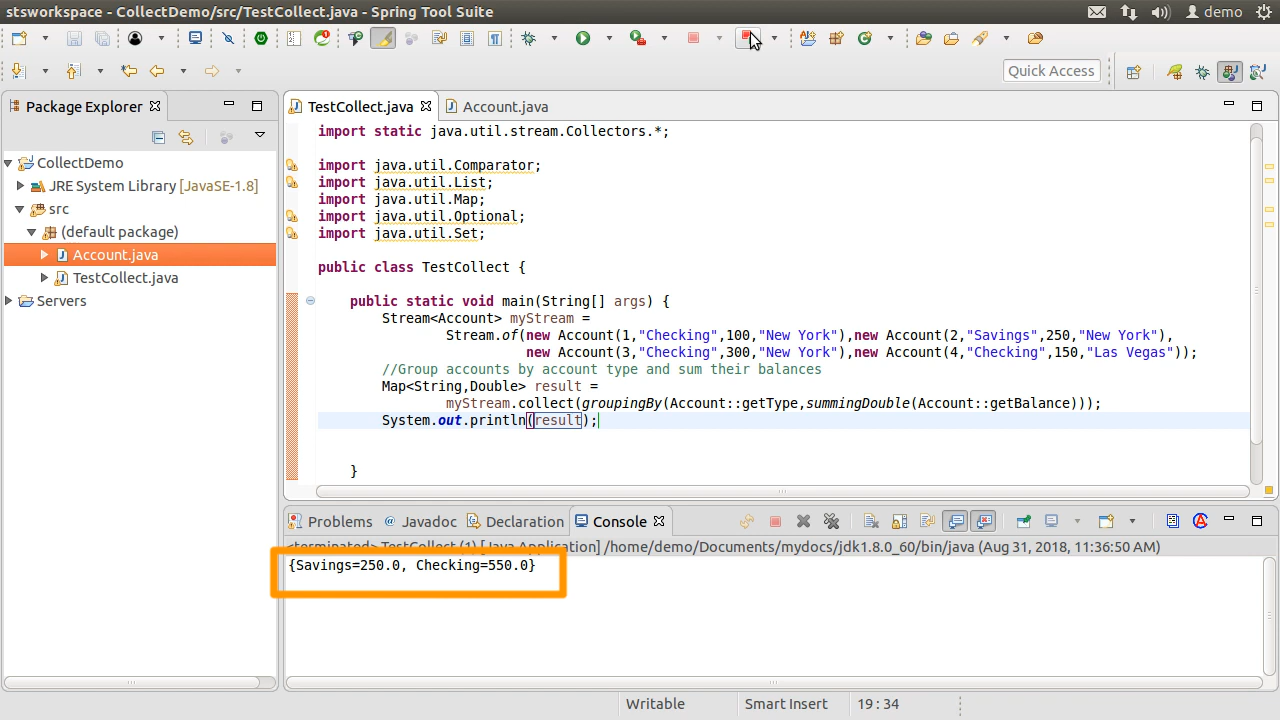 stsworkspace - CollectDemo/src/TestCollect.java - Spring Tool Suite
demo
Quick Access
Package Explorer
CollectDemo
JRE System Library [JavaSE-1.8]
src
(default package)
Account.java
TestCollect.java
Servers
TestCollect.java
Account.java
import static java.util.stream.Collectors.*;
import java.util.Comparator;
import java.util.List;
import java.util.Map;
import java.util.Optional;
import java.util.Set;
public class TestCollect {
public static void main(String[] args) {
Stream<Account> myStream =
Stream.of(new Account(1,"Checking",100,"New York"),new Account(2,"Savings",250,"New York"),
new Account(3,"Checking",300,"New York"),new Account(4,"Checking",150,"Las Vegas"));
//Group accounts by account type and sum their balances
Map<String,Double> result =
myStream.collect(groupingBy(Account::getType,summingDouble(Account::getBalance)));
System.out.println(result);
}
Problems
@ Javadoc
Declaration
Console
<terminated> TestCollect (1) [Java Application] /home/demo/Documents/mydocs/jdk1.8.0_60/bin/java (Aug 31, 2018, 11:36:50 AM)
{Savings=250.0, Checking=550.0}
Writable
Smart Insert
19 : 34